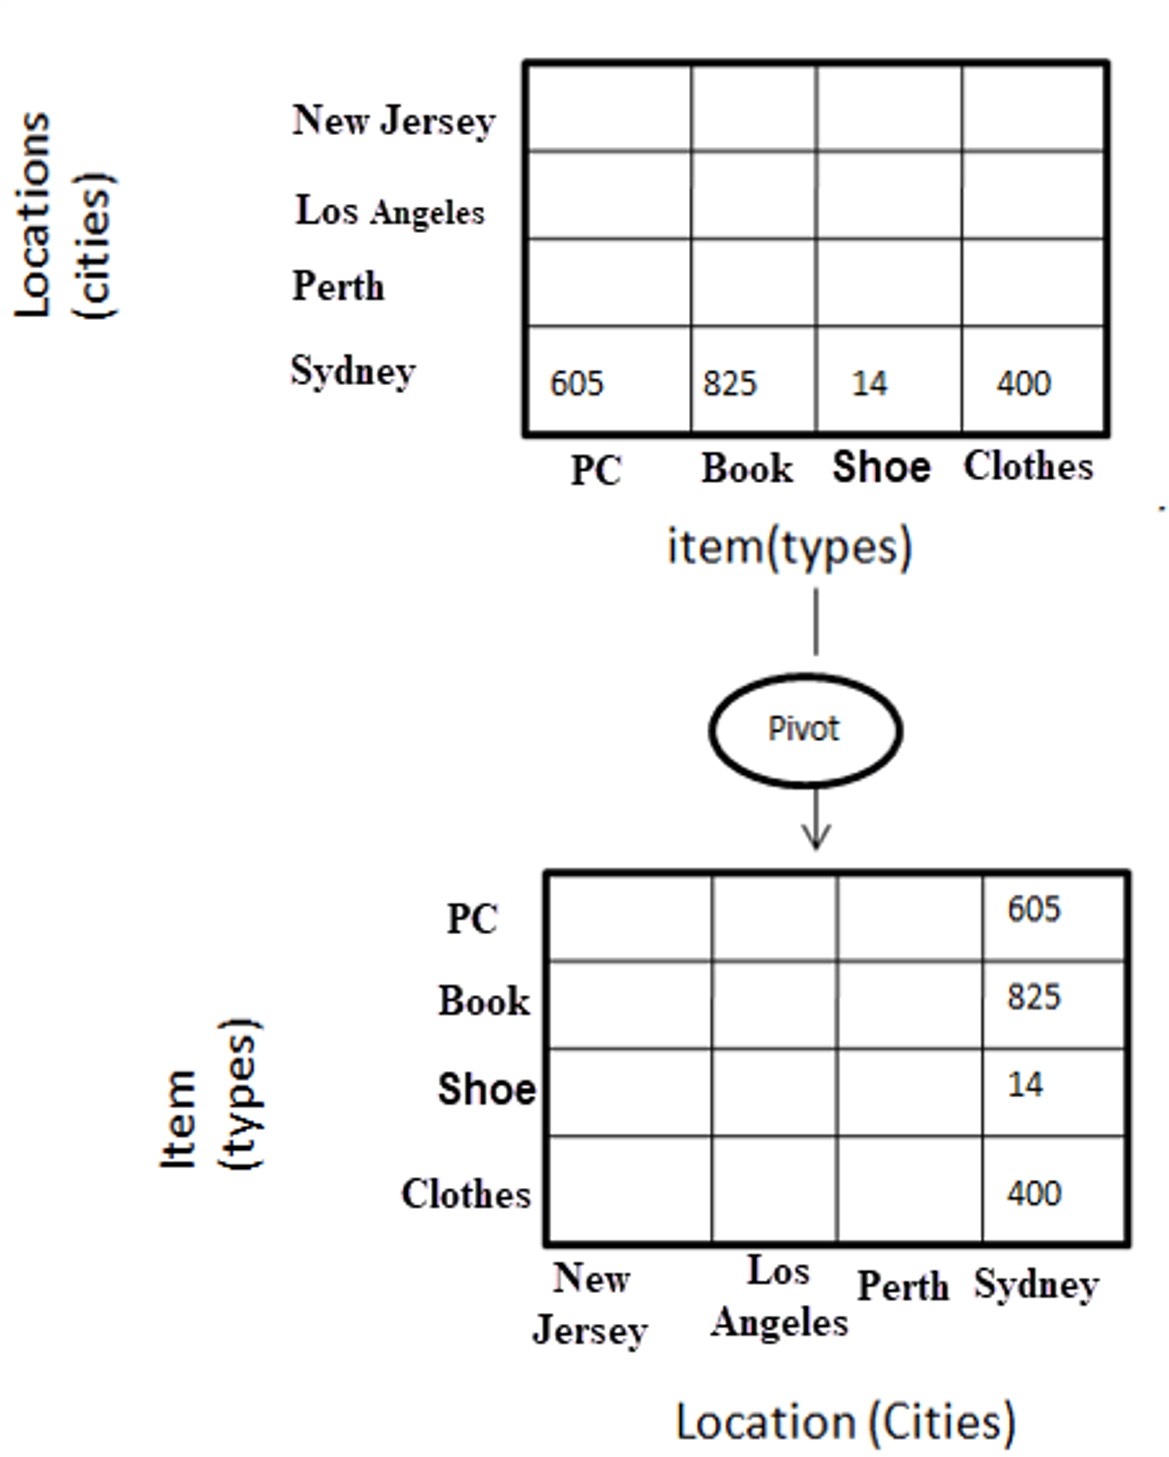 Locations
(cities)
New Jersey
Los Angeles
Perth
Sydney
605 825 14 400
PC Book Shoe Clothes
item(types)
Pivot
Item
(types)
PC 605
Book 825
Shoe 14
Clothes 400
New Jersey
Los Angeles
Perth
Sydney
Location (Cities)